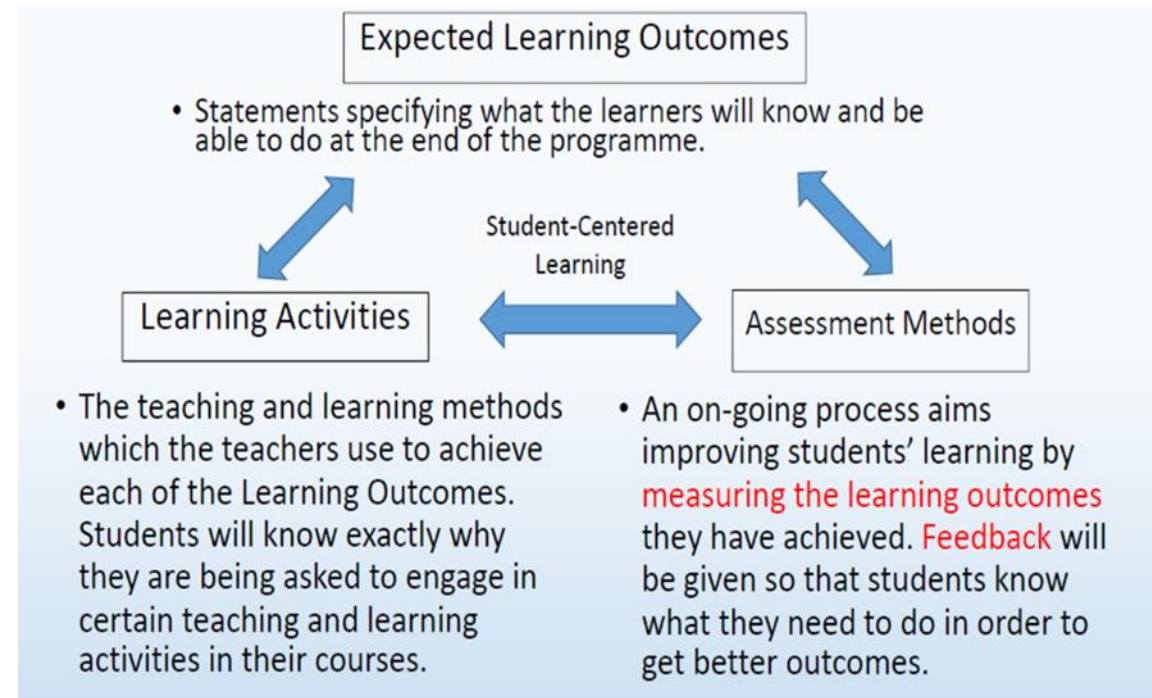 Expected Learning Outcomes
• Statements specifying what the learners will know and be
able to do at the end of the programme.
Student-Centered
Learning
Learning Activities
Assessment Methods
• The teaching and learning methods
which the teachers use to achieve
each of the Learning Outcomes.
Students will know exactly why
they are being asked to engage in
certain teaching and learning
activities in their courses.
• An on-going process aims
improving students’ learning by
measuring the learning outcomes
they have achieved. Feedback will
be given so that students know
what they need to do in order to
get better outcomes.